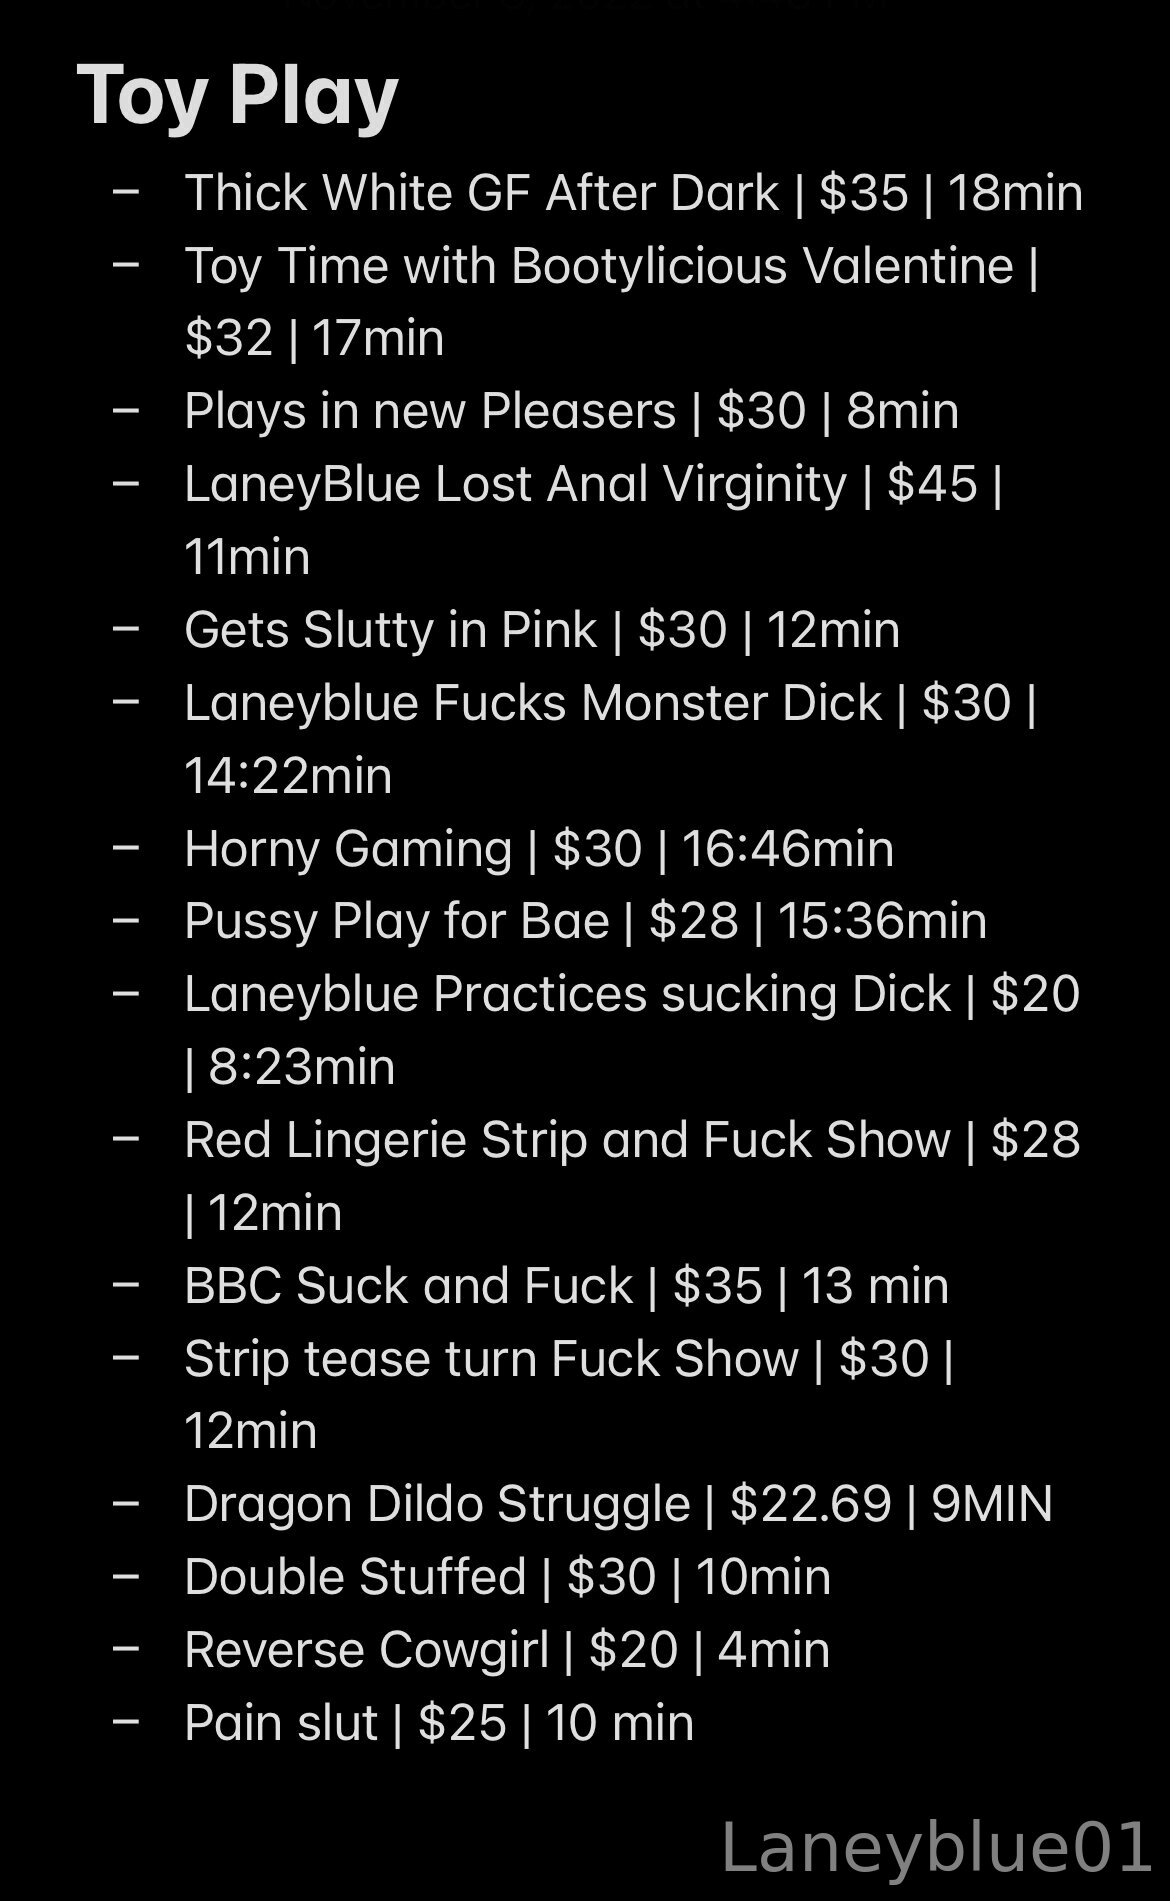 Toy Play
– Thick White GF After Dark | $35 | 18min
– Toy Time with Bootylicious Valentine |
$32 | 17min
– Plays in new Pleasers | $30 | 8min
– LaneyBlue Lost Anal Virginity | $45 |
11min
– Gets Slutty in Pink | $30 | 12min
– Laneyblue Fucks Monster Dick | $30 |
14:22min
– Horny Gaming | $30 | 16:46min
– Pussy Play for Bae | $28 | 15:36min
– Laneyblue Practices sucking Dick | $20
| 8:23min
– Red Lingerie Strip and Fuck Show | $28
| 12min
– BBC Suck and Fuck | $35 | 13 min
– Strip tease turn Fuck Show | $30 |
12min
– Dragon Dildo Struggle | $22.69 | 9MIN
– Double Stuffed | $30 | 10min
– Reverse Cowgirl | $20 | 4min
– Pain slut | $25 | 10 min
Laneyblue01